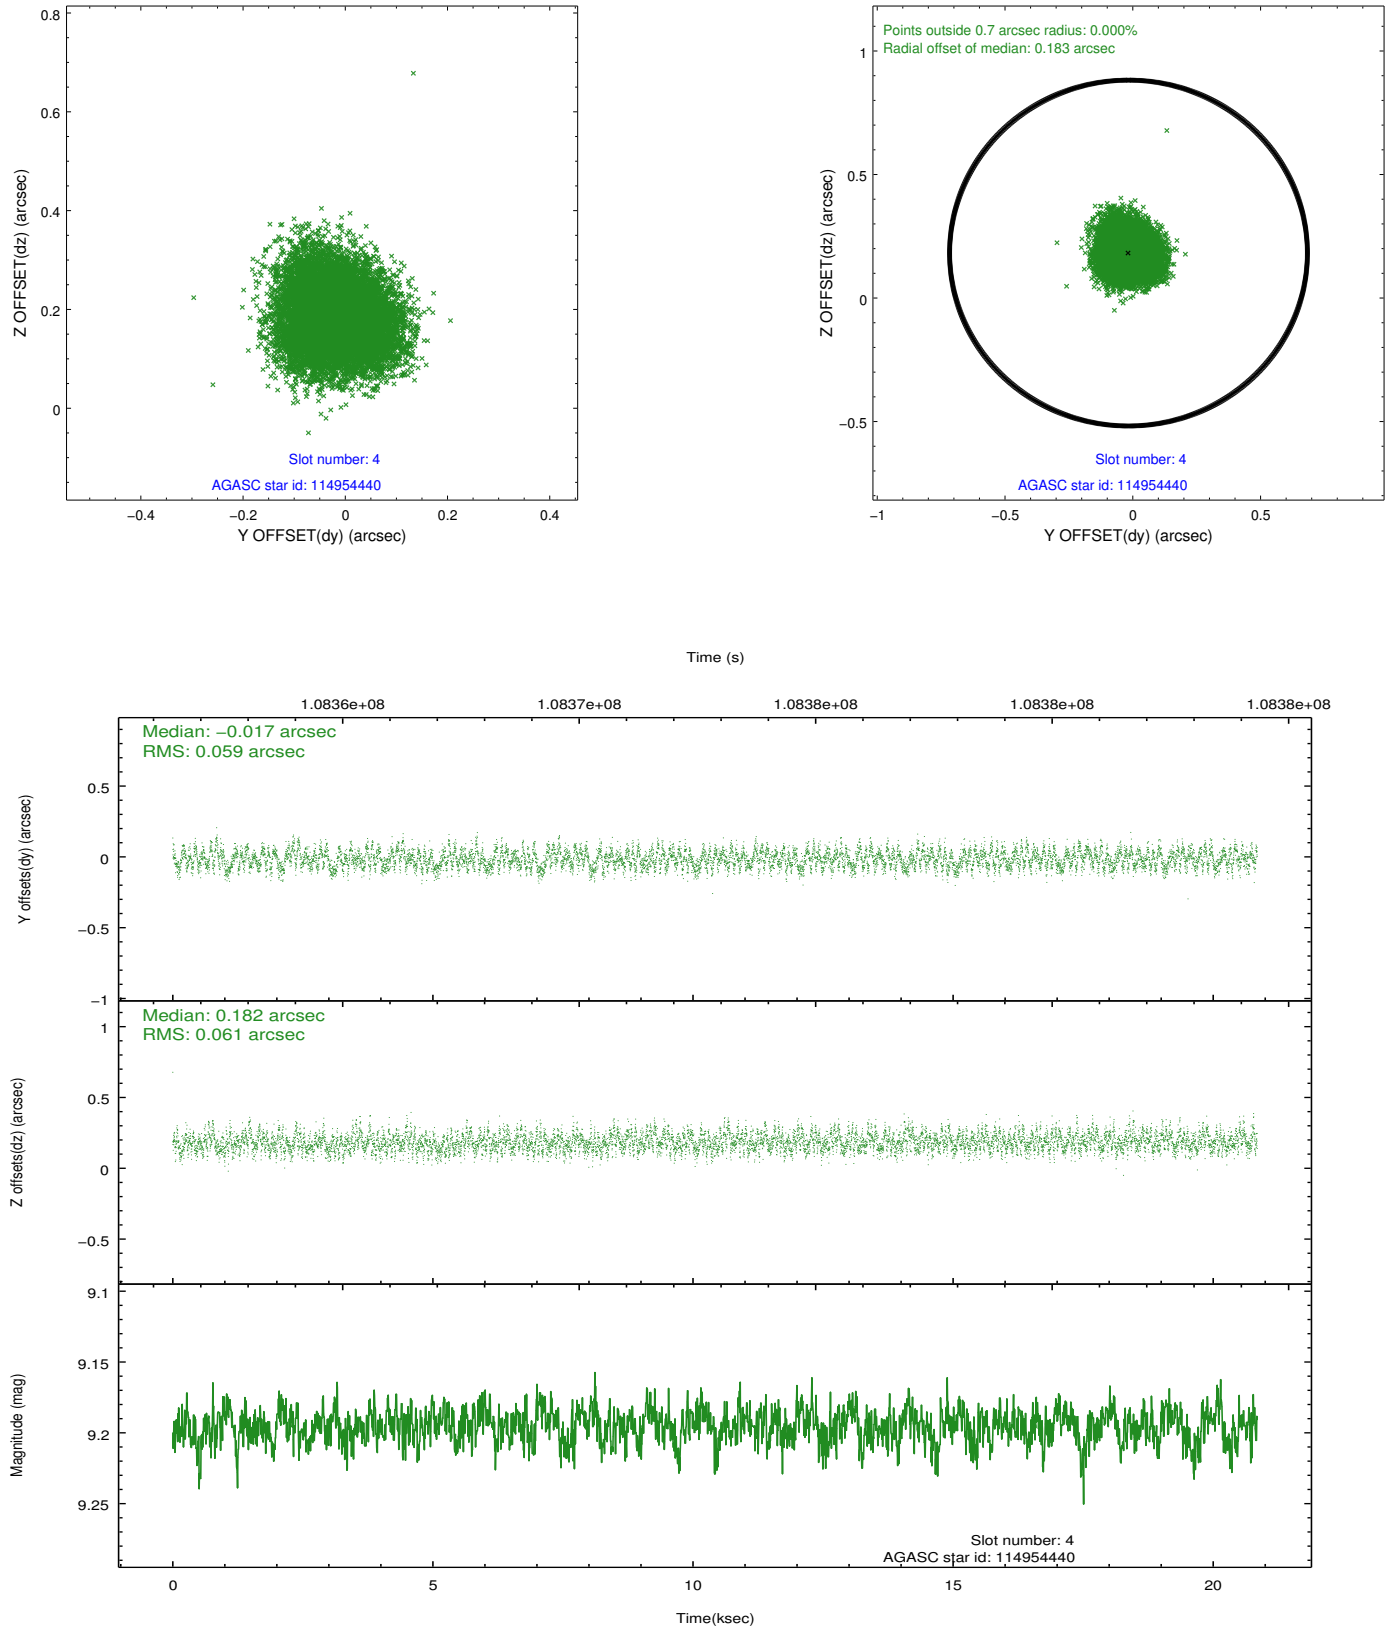 0.8
0.6
0.4
0.2
0
Z OFFSET(dz) (arcsec)
Slot number: 4
AGASC star id: 114954440
−0.4 −0.2 0 0.2 0.4
Y OFFSET(dy) (arcsec)
Points outside 0.7 arcsec radius: 0.000%
Radial offset of median: 0.183 arcsec
1
0.5
0
−0.5
Z OFFSET(dz) (arcsec)
Slot number: 4
AGASC star id: 114954440
−1 −0.5 0 0.5
Y OFFSET(dy) (arcsec)
Time (s)
1.0836e+08 1.0837e+08 1.0838e+08 1.0838e+08 1.0838e+08
Median: −0.017 arcsec
RMS: 0.059 arcsec
0.5
0
−0.5
−1
Y offsets(dy) (arcsec)
Median: 0.182 arcsec
RMS: 0.061 arcsec
1
0.5
0
−0.5
Z offsets(dz) (arcsec)
9.1
9.15
9.2
9.25
Magnitude (mag)
Slot number: 4
AGASC star id: 114954440
0 5 10 15 20
Time(ksec)